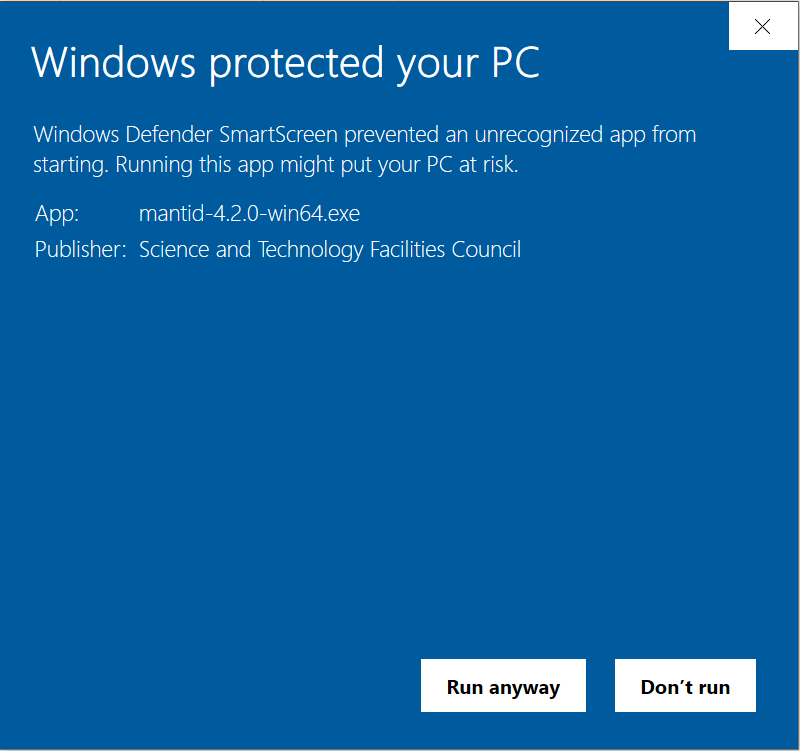 Windows protected your PC
Windows Defender SmartScreen prevented an unrecognized app from
starting. Running this app might put your PC at risk.
App: mantid-4.2.0-win64.exe
Publisher: Science and Technology Facilities Council
Run anyway Don’t run